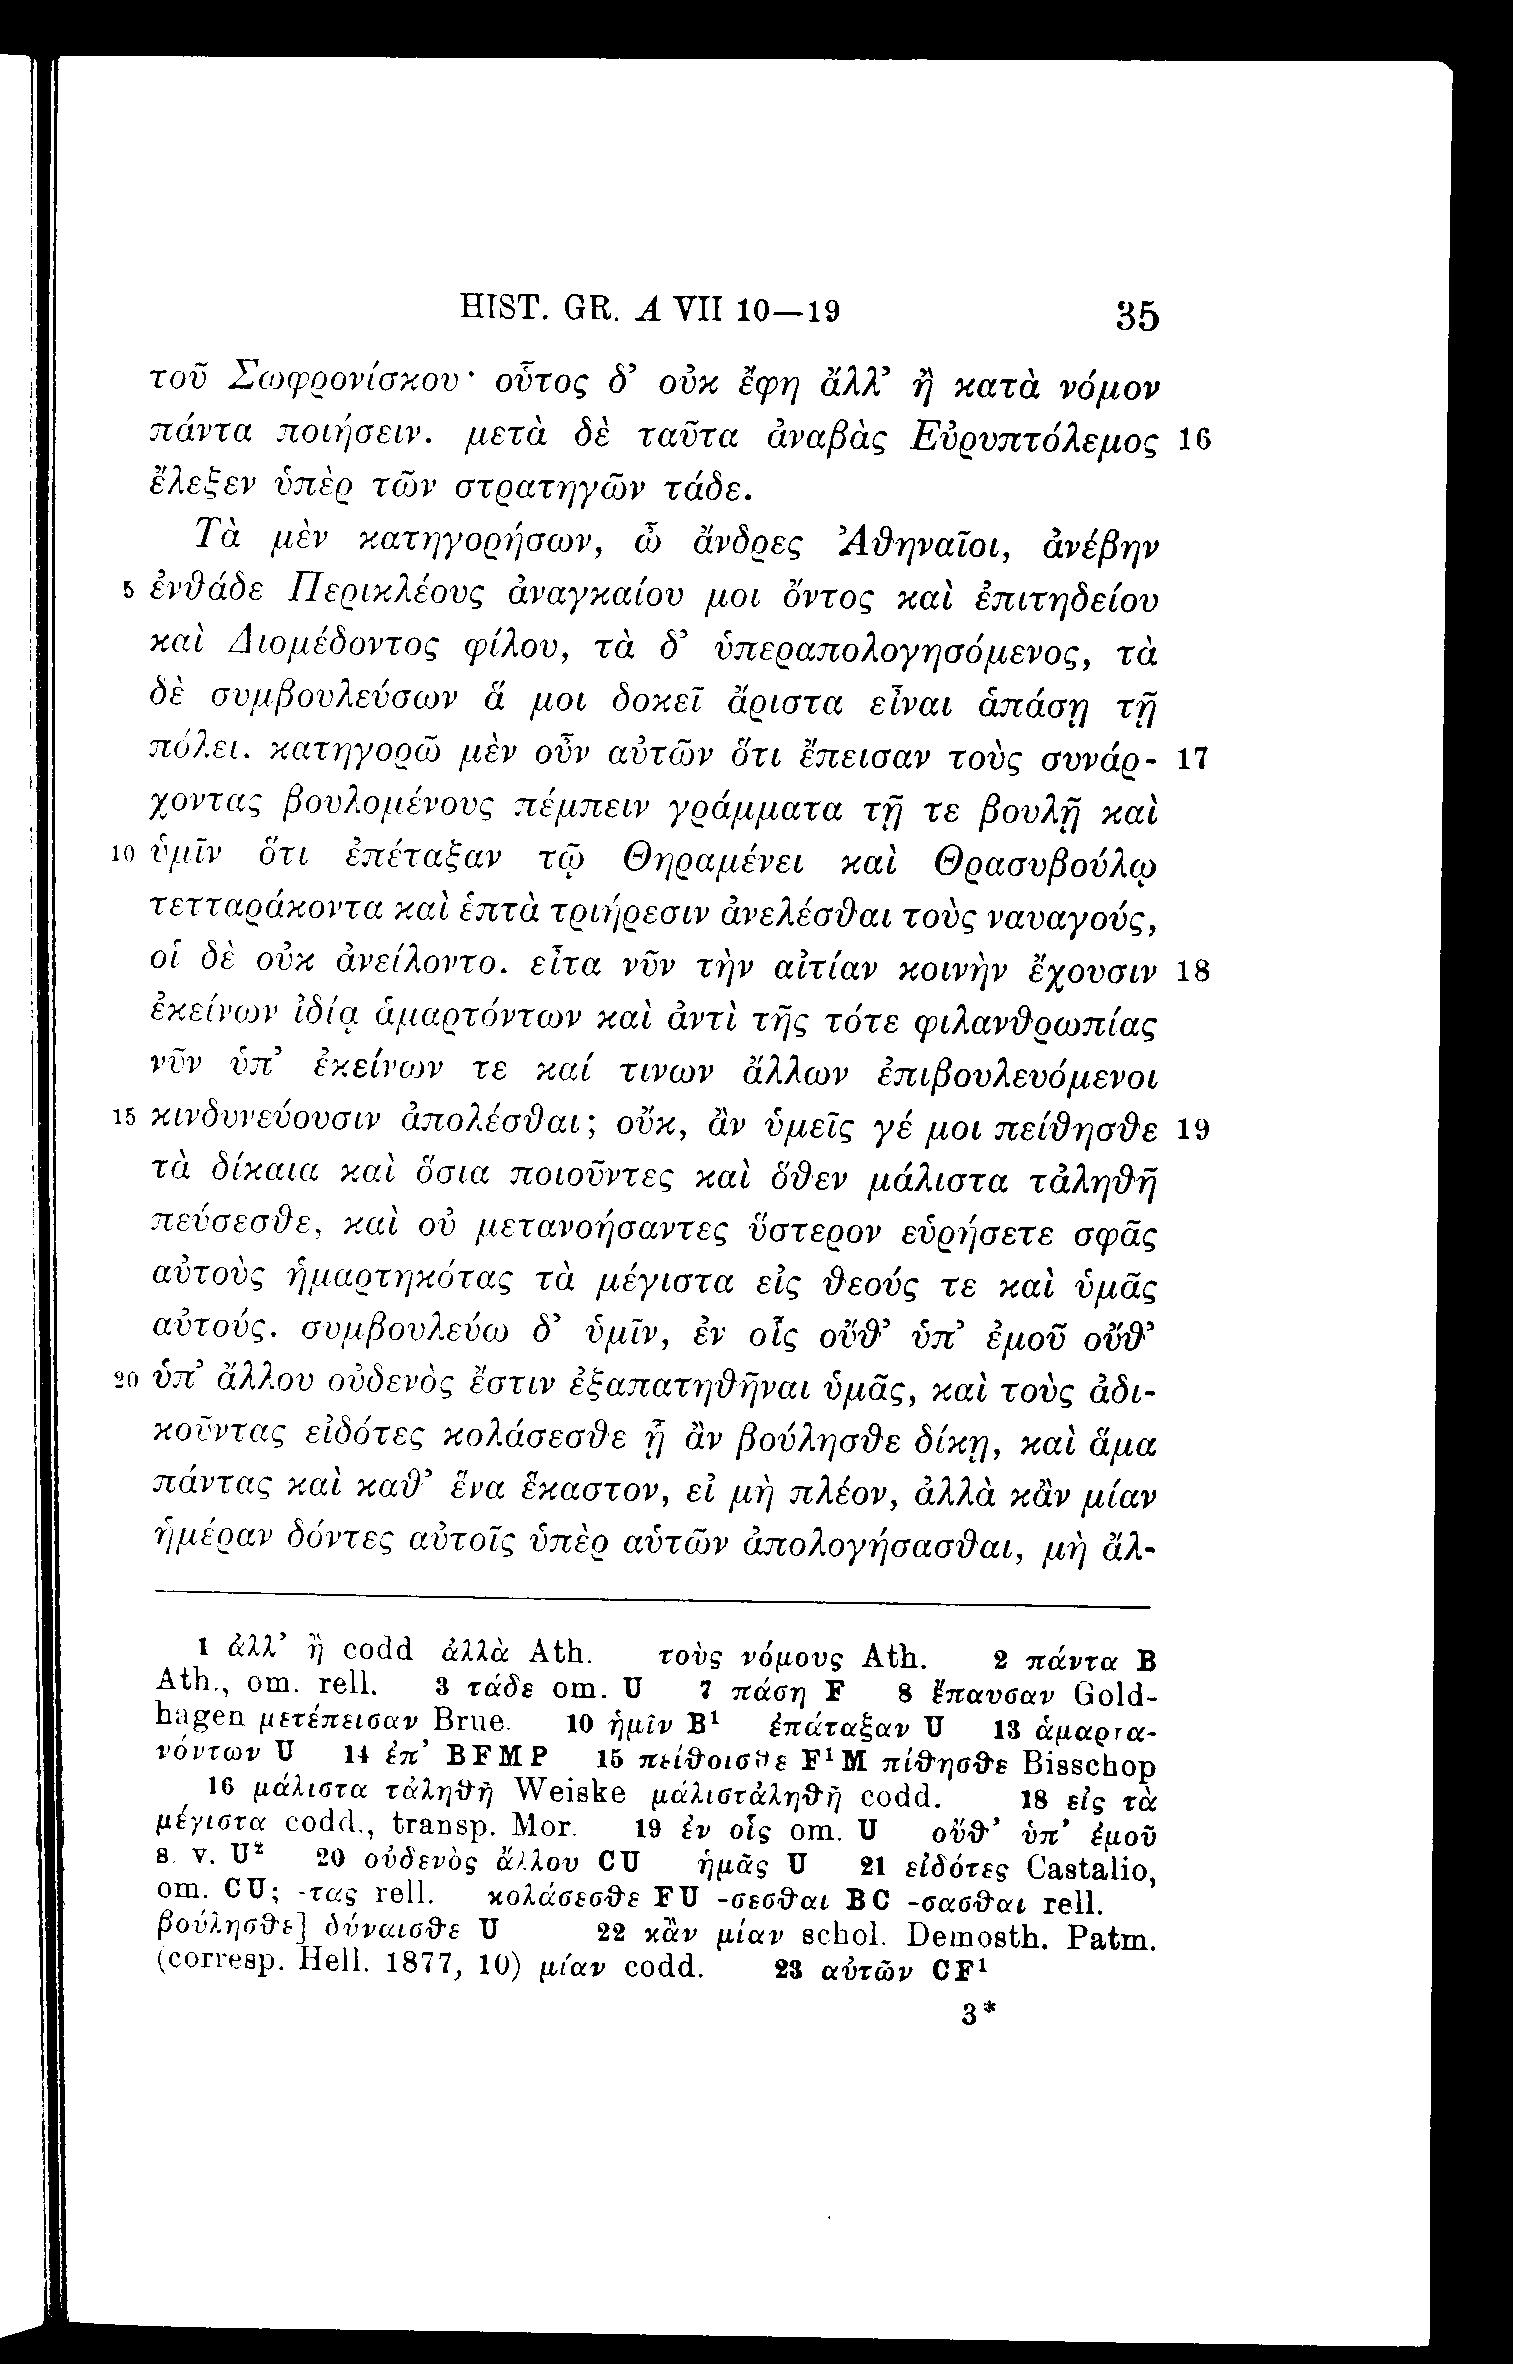 HIST. GR. Α VII 10—19 35
τοῦ Σωφρονίσκου· οὗτος δ’ οὐκ ἔφη ἄλλ’ ἢ κατὰ νόμον
πάντα ποιήσειν. μετὰ δὲ ταῦτα ἀναβὰς Εὐρυπτόλεμος 16
ἔλεξεν ὑπὲρ τῶν στρατηγῶν τάδε.
Τὰ μὲν κατηγορήσων, ὦ ἄνδρες Ἀθηναῖοι, ἀνέβην
5 ἐνθάδε Περικλέους ἀναγκαίου μοι ὄντος καὶ ἐπιτηδείου
καὶ Διομέδοντος φίλου, τὰ δ’ ὑπεραπολογησόμενος, τὰ
δὲ συμβουλεύσων ἅ μοι δοκεῖ ἄριστα εἶναι ἁπάσῃ τῇ
πόλει. κατηγορῶ μὲν οὖν αὐτῶν ὅτι ἔπεισαν τοὺς συνάρ- 17
χοντας βουλομένους πέμπειν γράμματα τῇ τε βουλῇ καὶ
10 ὑμῖν ὅτι ἐπέταξαν τῷ Θηραμένει καὶ Θρασυβούλῳ
τετταράκοντα καὶ ἑπτὰ τριήρεσιν ἀνελέσθαι τοὺς ναυαγούς,
οἱ δὲ οὐκ ἀνείλοντο. εἶτα νῦν τὴν αἰτίαν κοινὴν ἔχουσιν 18
ἐκείνων ἰδίᾳ ἁμαρτόντων καὶ ἀντὶ τῆς τότε φιλανθρωπίας
νῦν ὑπ’ ἐκείνων τε καί τινων ἄλλων ἐπιβουλευόμενοι
15 κινδυνεύουσιν ἀπολέσθαι; οὔκ, ἂν ὑμεῖς γέ μοι πείθησθε 19
τὰ δίκαια καὶ ὅσια ποιοῦντες καὶ ὅθεν μάλιστα τἀληθῆ
πεύσεσθε, καὶ οὐ μετανοήσαντες ὕστερον εὑρήσετε σφᾶς
αὐτοὺς ἡμαρτηκότας τὰ μέγιστα εἰς θεούς τε καὶ ὑμᾶς
αὐτούς. συμβουλεύω δ’ ὑμῖν, ἐν οἷς οὔθ’ ὑπ’ ἐμοῦ οὔθ’
20 ὑπ’ ἄλλου οὐδενὸς ἔστιν ἐξαπατηθῆναι ὑμᾶς, καὶ τοὺς ἀδι-
κοῦντας εἰδότες κολάσεσθε ᾗ ἂν βούλησθε δίκῃ, καὶ ἅμα
πάντας καὶ καθ’ ἕνα ἕκαστον, εἰ μὴ πλέον, ἀλλὰ κἂν μίαν
ἡμέραν δόντες αὐτοῖς ὑπὲρ αὑτῶν ἀπολογήσασθαι, μὴ ἄλ-
1 ἀλλ’ ἢ codd ἀλλὰ Ath. τοὺς νόμους Ath. 2 πάντα B
Ath., om. rell. 3 τάδε om. U 7 πάσῃ F 8 ἔπαυσαν Gold-
hagen μετέπεισαν Brue. 10 ἡμῖν B¹ ἐπάταξαν U 13 ἁμαρτα-
νόντων U 14 ἐπ’ BFMP 15 πείθοισθε F¹M πίθησθε Bisschop
16 μάλιστα τἀληθῆ Weiske μάλιστἀληθῆ codd. 18 εἰς τὰ
μέγιστα codd., transp. Mor. 19 ἐν οἷς om. U οὔθ’ ὑπ’ ἐμοῦ
s. v. U² 20 οὐδενὸς ἄλλου CU ἡμᾶς U 21 εἰδότες Castalio,
om. CU; -τας rell. κολάσεσθε FU -σεσθαι BC -σασθαι rell.
βούλησθε] δύναισθε U 22 κἂν μίαν schol. Demosth. Patm.
(corresp. Hell. 1877, 10) μίαν codd. 23 αὐτῶν CF¹
3*